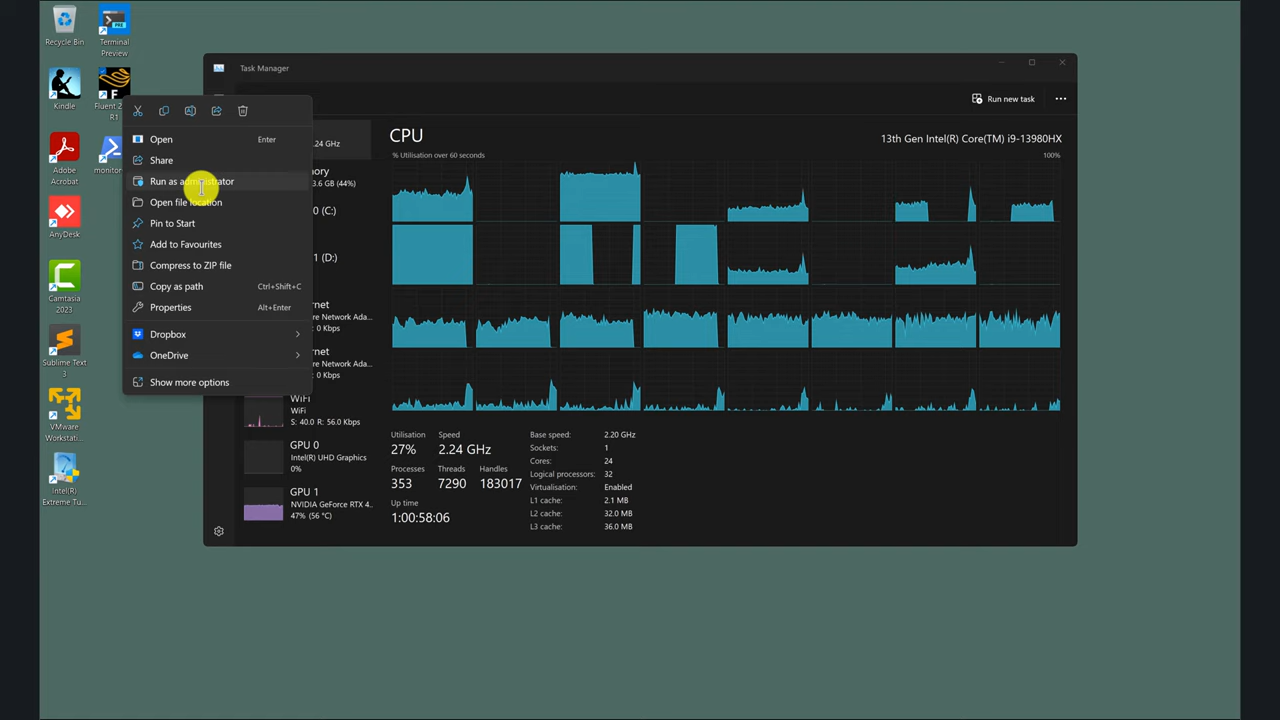 Recycle Bin
Terminal
Preview
Kindle
Fluent 2
R1
Adobe
Acrobat
monitor
AnyDesk
Camtasia
2023
Sublime Text
3
VMware
Workstati...
Intel(R)
Extreme Tu...
Open
Enter
Share
Run as administrator
Open file location
Pin to Start
Add to Favourites
Compress to ZIP file
Copy as path
Ctrl+Shift+C
Properties
Alt+Enter
Dropbox
OneDrive
Show more options
Task Manager
Run new task
.24 GHz
ory
3.6 GB (44%)
0 (C:)
1 (D:)
rnet
re Network Ada...
: 0 Kbps
rnet
re Network Ada...
: 0 Kbps
WiFi
WiFi
S: 40.0 R: 56.0 Kbps
GPU 0
Intel(R) UHD Graphics
0%
GPU 1
NVIDIA GeForce RTX 4..
47% (56 °C)
CPU
13th Gen Intel(R) Core(TM) i9-13980HX
% Utilisation over 60 seconds
100%
Utilisation
Speed
27%
2.24 GHz
Processes
Threads
Handles
353
7290
183017
Up time
1:00:58:06
Base speed: 2.20 GHz
Sockets: 1
Cores: 24
Logical processors: 32
Virtualisation: Enabled
L1 cache: 2.1 MB
L2 cache: 32.0 MB
L3 cache: 36.0 MB